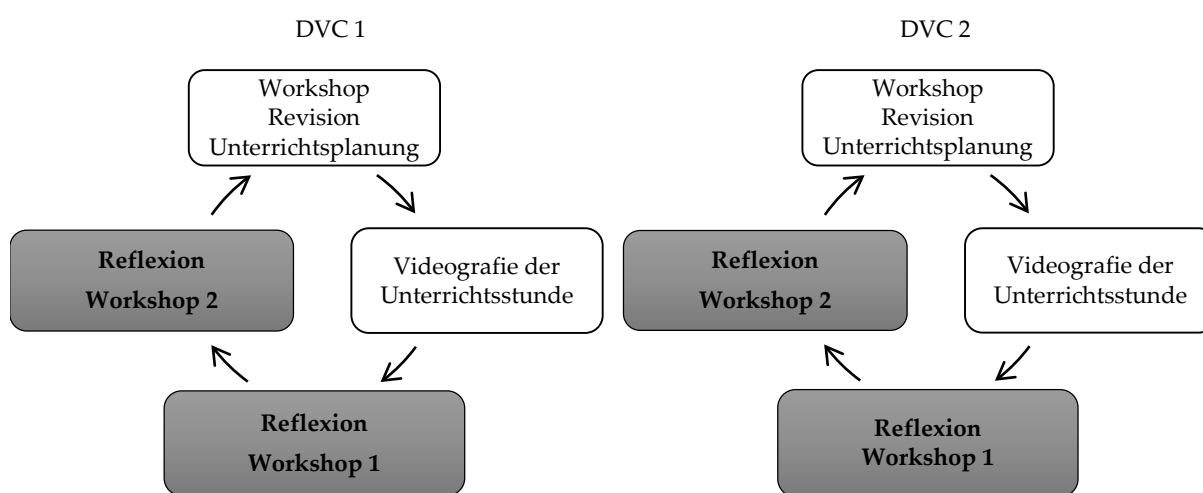 DVC 1
Workshop
Revision
Unterrichtsplanung
Videografie der
Unterrichtsstunde
Reflexion
Workshop 1
Reflexion
Workshop 2
DVC 2
Workshop
Revision
Unterrichtsplanung
Videografie der
Unterrichtsstunde
Reflexion
Workshop 1
Reflexion
Workshop 2